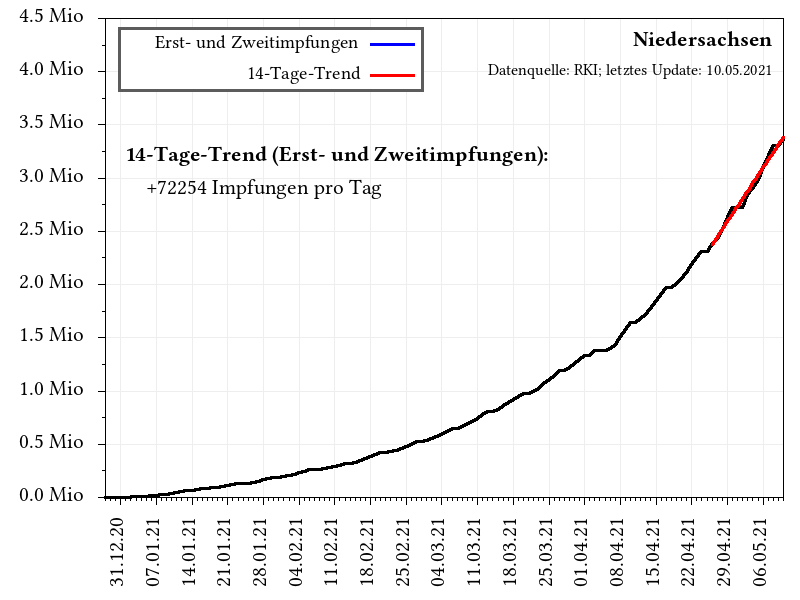 4.5 Mio
4.0 Mio
3.5 Mio
3.0 Mio
2.5 Mio
2.0 Mio
1.5 Mio
1.0 Mio
0.5 Mio
0.0 Mio
Erst- und Zweitimpfungen
14-Tage-Trend
Niedersachsen
Datenquelle: RKI; letztes Update: 10.05.2021
14-Tage-Trend (Erst- und Zweitimpfungen):
+72254 Impfungen pro Tag
31.12.20
07.01.21
14.01.21
21.01.21
28.01.21
04.02.21
11.02.21
18.02.21
25.02.21
04.03.21
11.03.21
18.03.21
25.03.21
01.04.21
08.04.21
15.04.21
22.04.21
29.04.21
06.05.21